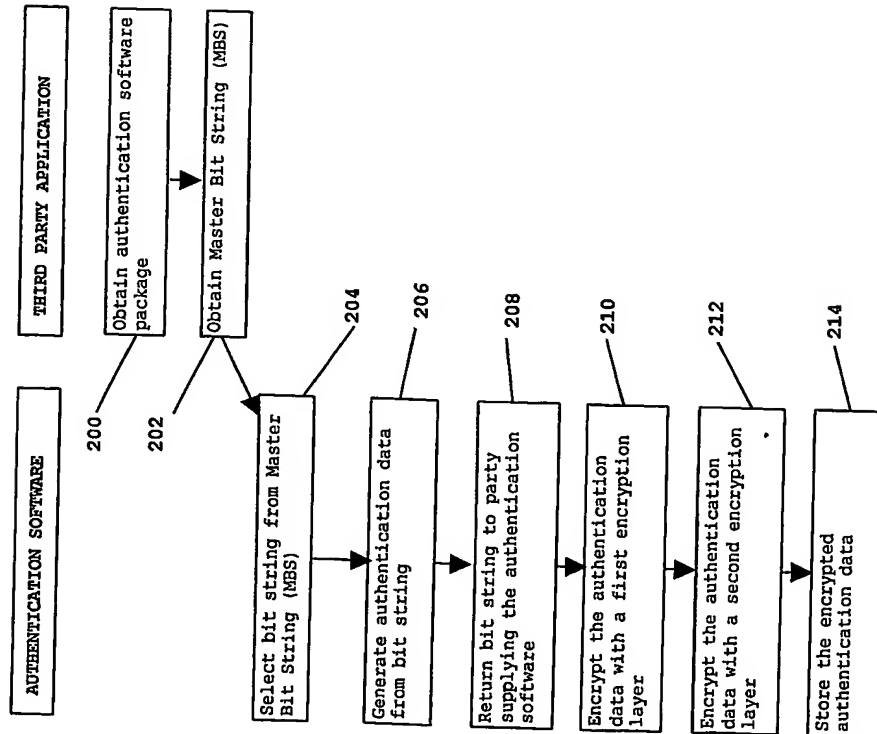 AUTHENTICATION SOFTWARE
THIRD PARTY APPLICATION
200
Obtain authentication software
package
202
Obtain Master Bit String (MBS)
Select bit string from Master
Bit String (MBS)
204
Generate authentication data
from bit string
206
Return bit string to party
supplying the authentication
software
208
Encrypt the authentication
data with a first encryption
layer
210
Encrypt the authentication
data with a second encryption
layer
212
Store the encrypted
authentication data
214